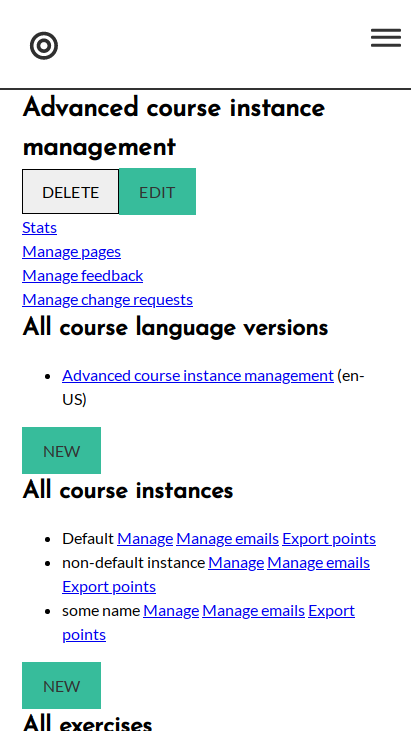 Advanced course instance
management
DELETE EDIT
Stats
Manage pages
Manage feedback
Manage change requests
All course language versions
Advanced course instance management (en-
US)
NEW
All course instances
Default Manage Manage emails Export points
non-default instance Manage Manage emails
Export points
some name Manage Manage emails Export
points
NEW
All exercises